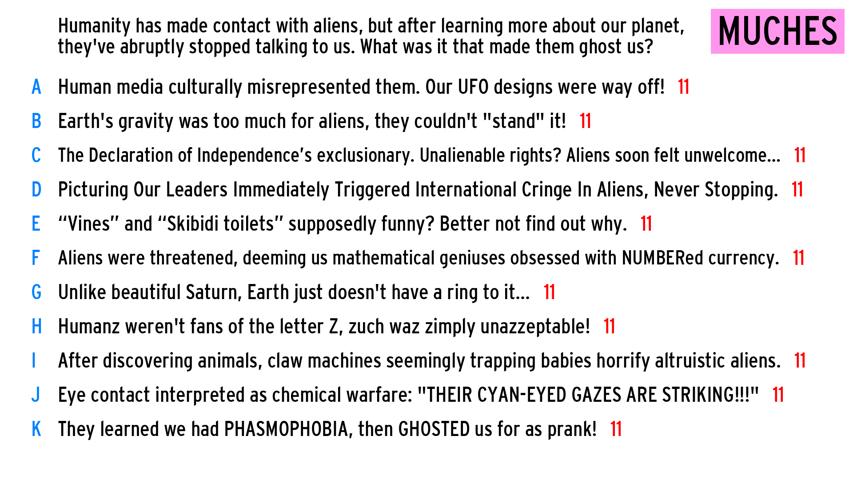 Humanity has made contact with aliens, but after learning more about our planet,
they've abruptly stopped talking to us. What was it that made them ghost us?
MUCHES
A Human media culturally misrepresented them. Our UFO designs were way off! 11
B Earth's gravity was too much for aliens, they couldn't "stand" it! 11
C The Declaration of Independence's exclusionary. Unalienable rights? Aliens soon felt unwelcome... 11
D Picturing Our Leaders Immediately Triggered International Cringe In Aliens, Never Stopping. 11
E “Vines” and “Skibidi toilets” supposedly funny? Better not find out why. 11
F Aliens were threatened, deeming us mathematical geniuses obsessed with NUMBERed currency. 11
G Unlike beautiful Saturn, Earth just doesn't have a ring to it... 11
H Humanz weren't fans of the letter Z, zuch waz zimply unazzeptable! 11
I After discovering animals, claw machines seemingly trapping babies horrify altruistic aliens. 11
J Eye contact interpreted as chemical warfare: "THEIR CYAN-EYED GAZES ARE STRIKING!!!" 11
K They learned we had PHASMOPHOBIA, then GHOSTED us for as prank! 11